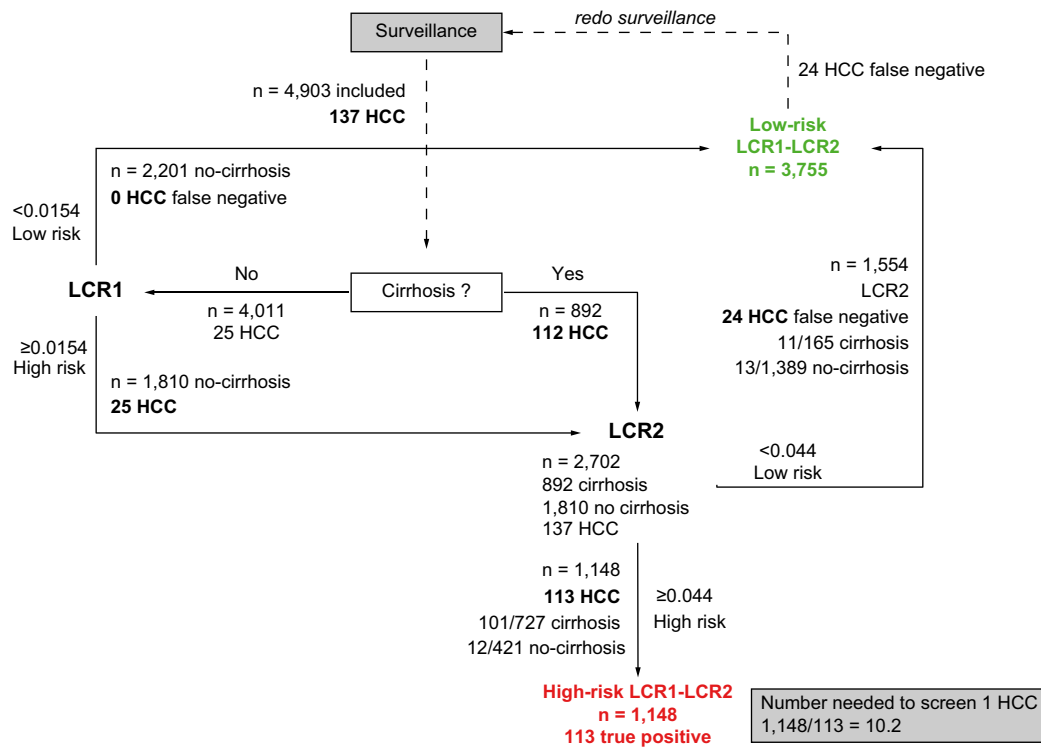 Surveillance
redo surveillance
24 HCC false negative
n = 4,903 included
137 HCC
Low-risk
LCR1-LCR2
n = 3,755
n = 2,201 no-cirrhosis
0 HCC false negative
<0.0154
Low risk
LCR1
No
Cirrhosis ?
Yes
n = 4,011
25 HCC
n = 892
112 HCC
n = 1,554
LCR2
24 HCC false negative
11/165 cirrhosis
13/1,389 no-cirrhosis
≥0.0154
High risk
n = 1,810 no-cirrhosis
25 HCC
LCR2
<0.044
Low risk
n = 2,702
892 cirrhosis
1,810 no cirrhosis
137 HCC
n = 1,148
113 HCC
101/727 cirrhosis
12/421 no-cirrhosis
≥0.044
High risk
High-risk LCR1-LCR2
n = 1,148
113 true positive
Number needed to screen 1 HCC
1,148/113 = 10.2